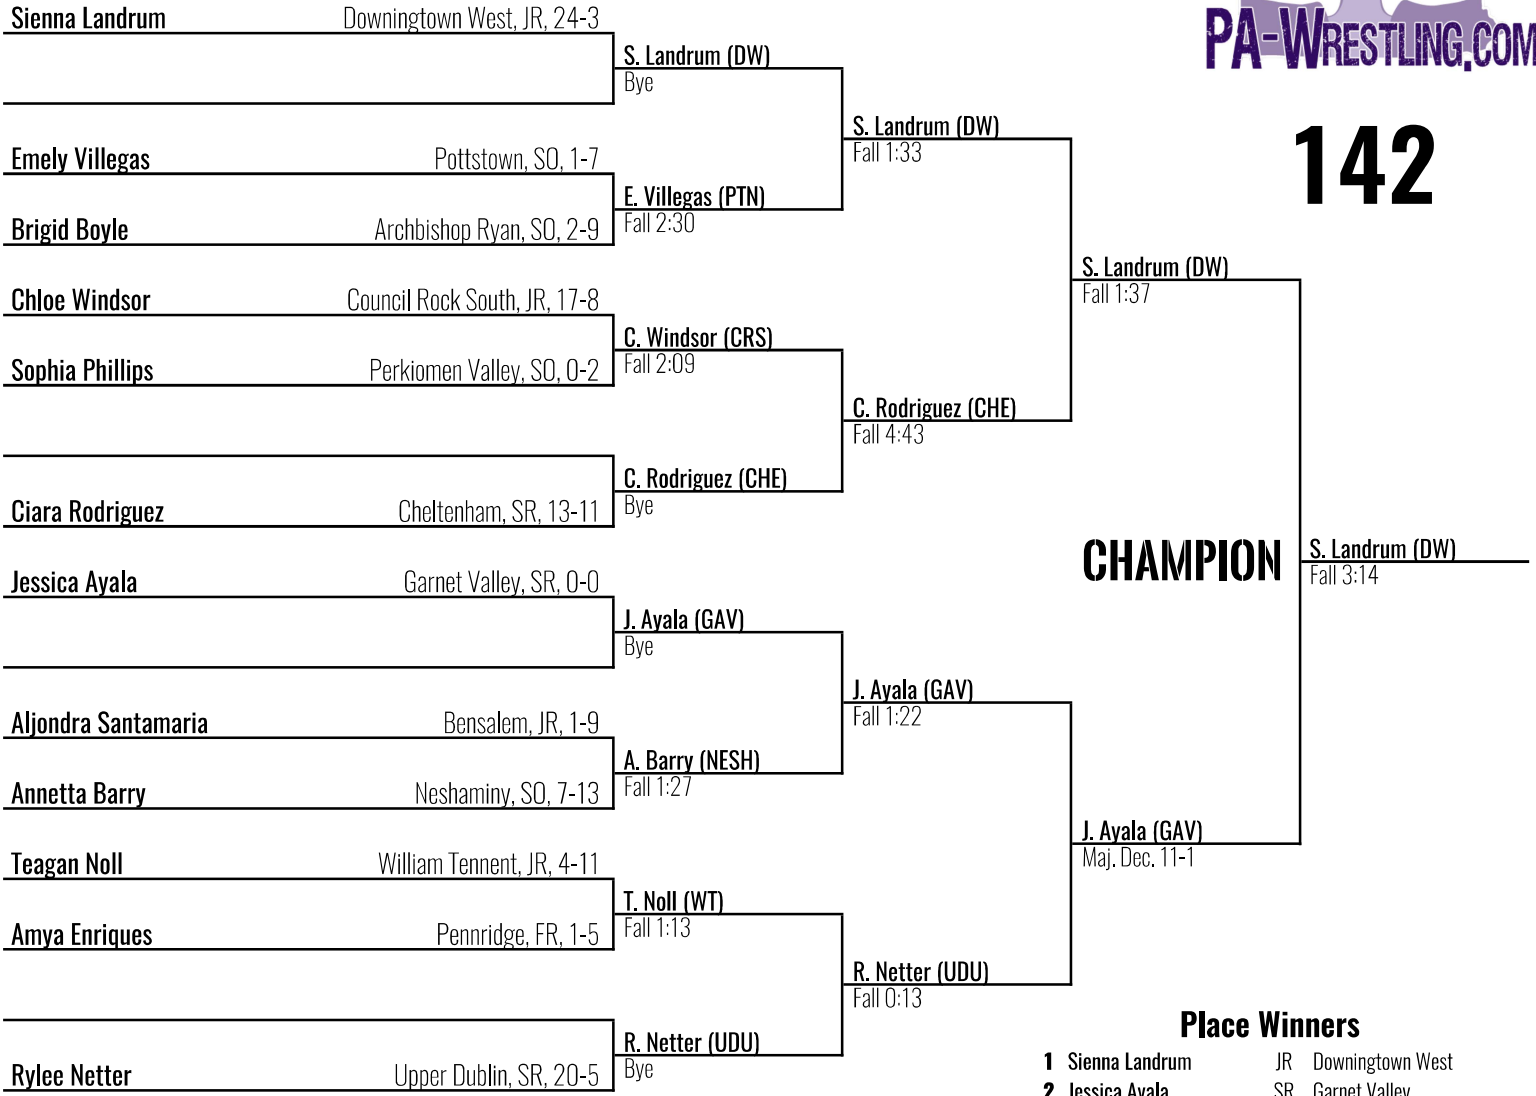 PA-WRESTLING.COM
142
Sienna Landrum Downingtown West, JR, 24-3
S. Landrum (DW)
Bye
S. Landrum (DW)
Fall 1:33
Emely Villegas Pottstown, SO, 1-7
E. Villegas (PTN)
Fall 2:30
Brigid Boyle Archbishop Ryan, SO, 2-9
S. Landrum (DW)
Fall 1:37
Chloe Windsor Council Rock South, JR, 17-8
C. Windsor (CRS)
Fall 2:09
Sophia Phillips Perkiomen Valley, SO, 0-2
C. Rodriguez (CHE)
Fall 4:43
C. Rodriguez (CHE)
Bye
Ciara Rodriguez Cheltenham, SR, 13-11
CHAMPION
S. Landrum (DW)
Fall 3:14
Jessica Ayala Garnet Valley, SR, 0-0
J. Ayala (GAV)
Bye
J. Ayala (GAV)
Fall 1:22
Aljondra Santamaria Bensalem, JR, 1-9
A. Barry (NESH)
Fall 1:27
Annetta Barry Neshaminy, SO, 7-13
J. Ayala (GAV)
Maj. Dec. 11-1
Teagan Noll William Tennent, JR, 4-11
T. Noll (WT)
Fall 1:13
Amya Enriques Pennridge, FR, 1-5
R. Netter (UDU)
Fall 0:13
R. Netter (UDU)
Bye
Rylee Netter Upper Dublin, SR, 20-5
Place Winners
1 Sienna Landrum JR Downingtown West
2 Jessica Ayala SR Garnet Valley